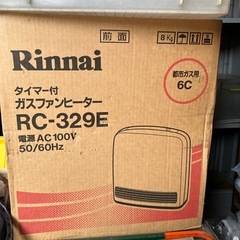 前面
8Kg
Rinnai
都市ガス用
6C
タイマー付
ガスファンヒーター
RC-329E
電源 AC100V
50/60Hz